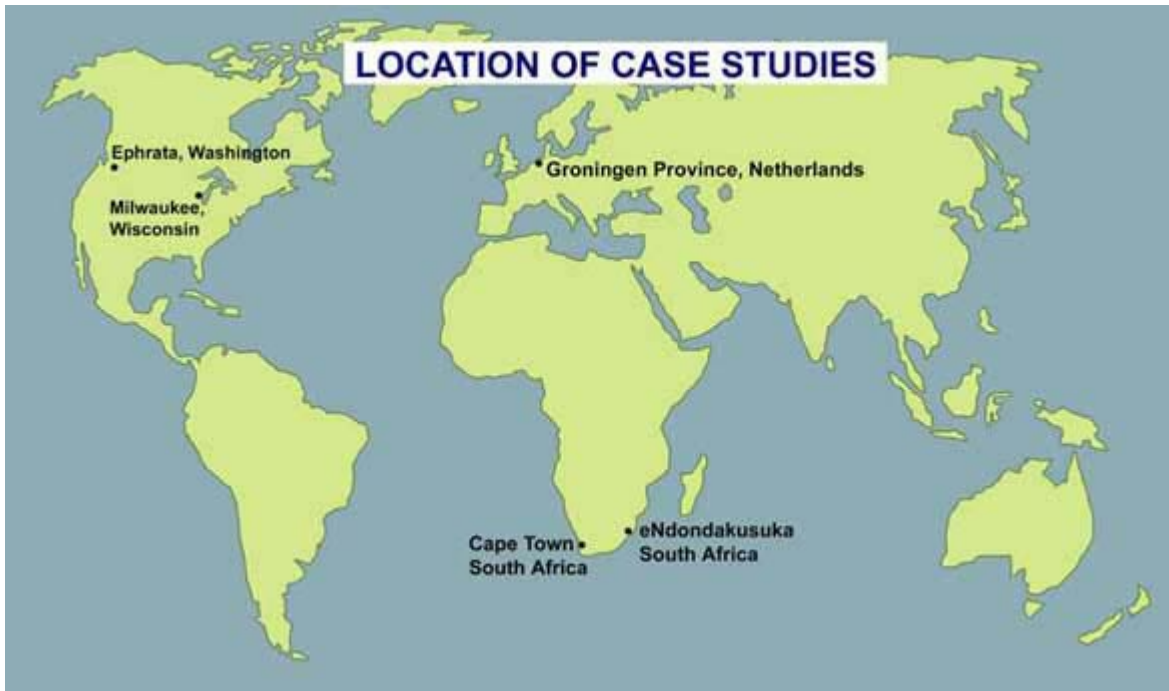 LOCATION OF CASE STUDIES
Ephrata, Washington
Groningen Province, Netherlands
Milwaukee,
Wisconsin
Cape Town
South Africa
eNdondakusuka
South Africa